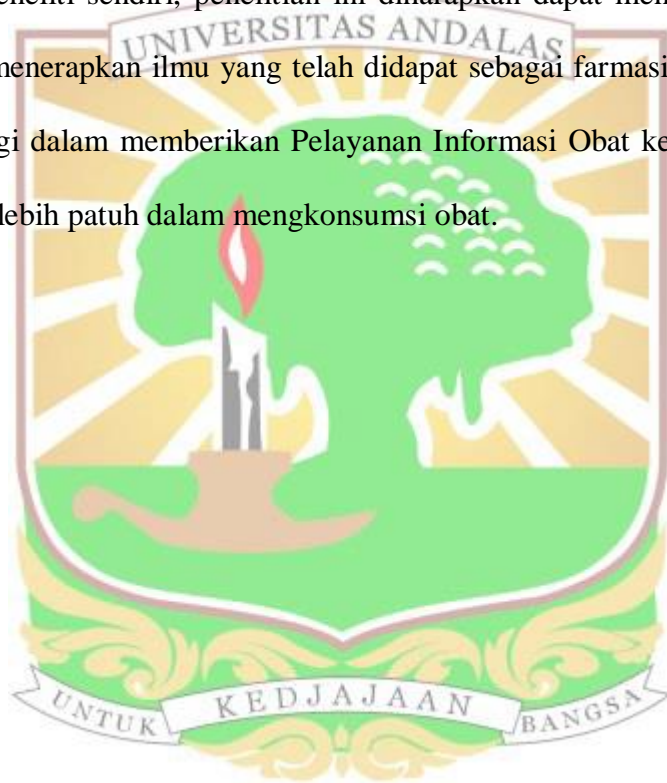 eneliti sendiri, penelitian ini diharapkan dapat men
UNIVERSITAS ANDALAS
menerapkan ilmu yang telah didapat sebagai farmasi
gi dalam memberikan Pelayanan Informasi Obat ke
lebih patuh dalam mengkonsumsi obat.
UNTUK KEDJAJAAN BANGSA